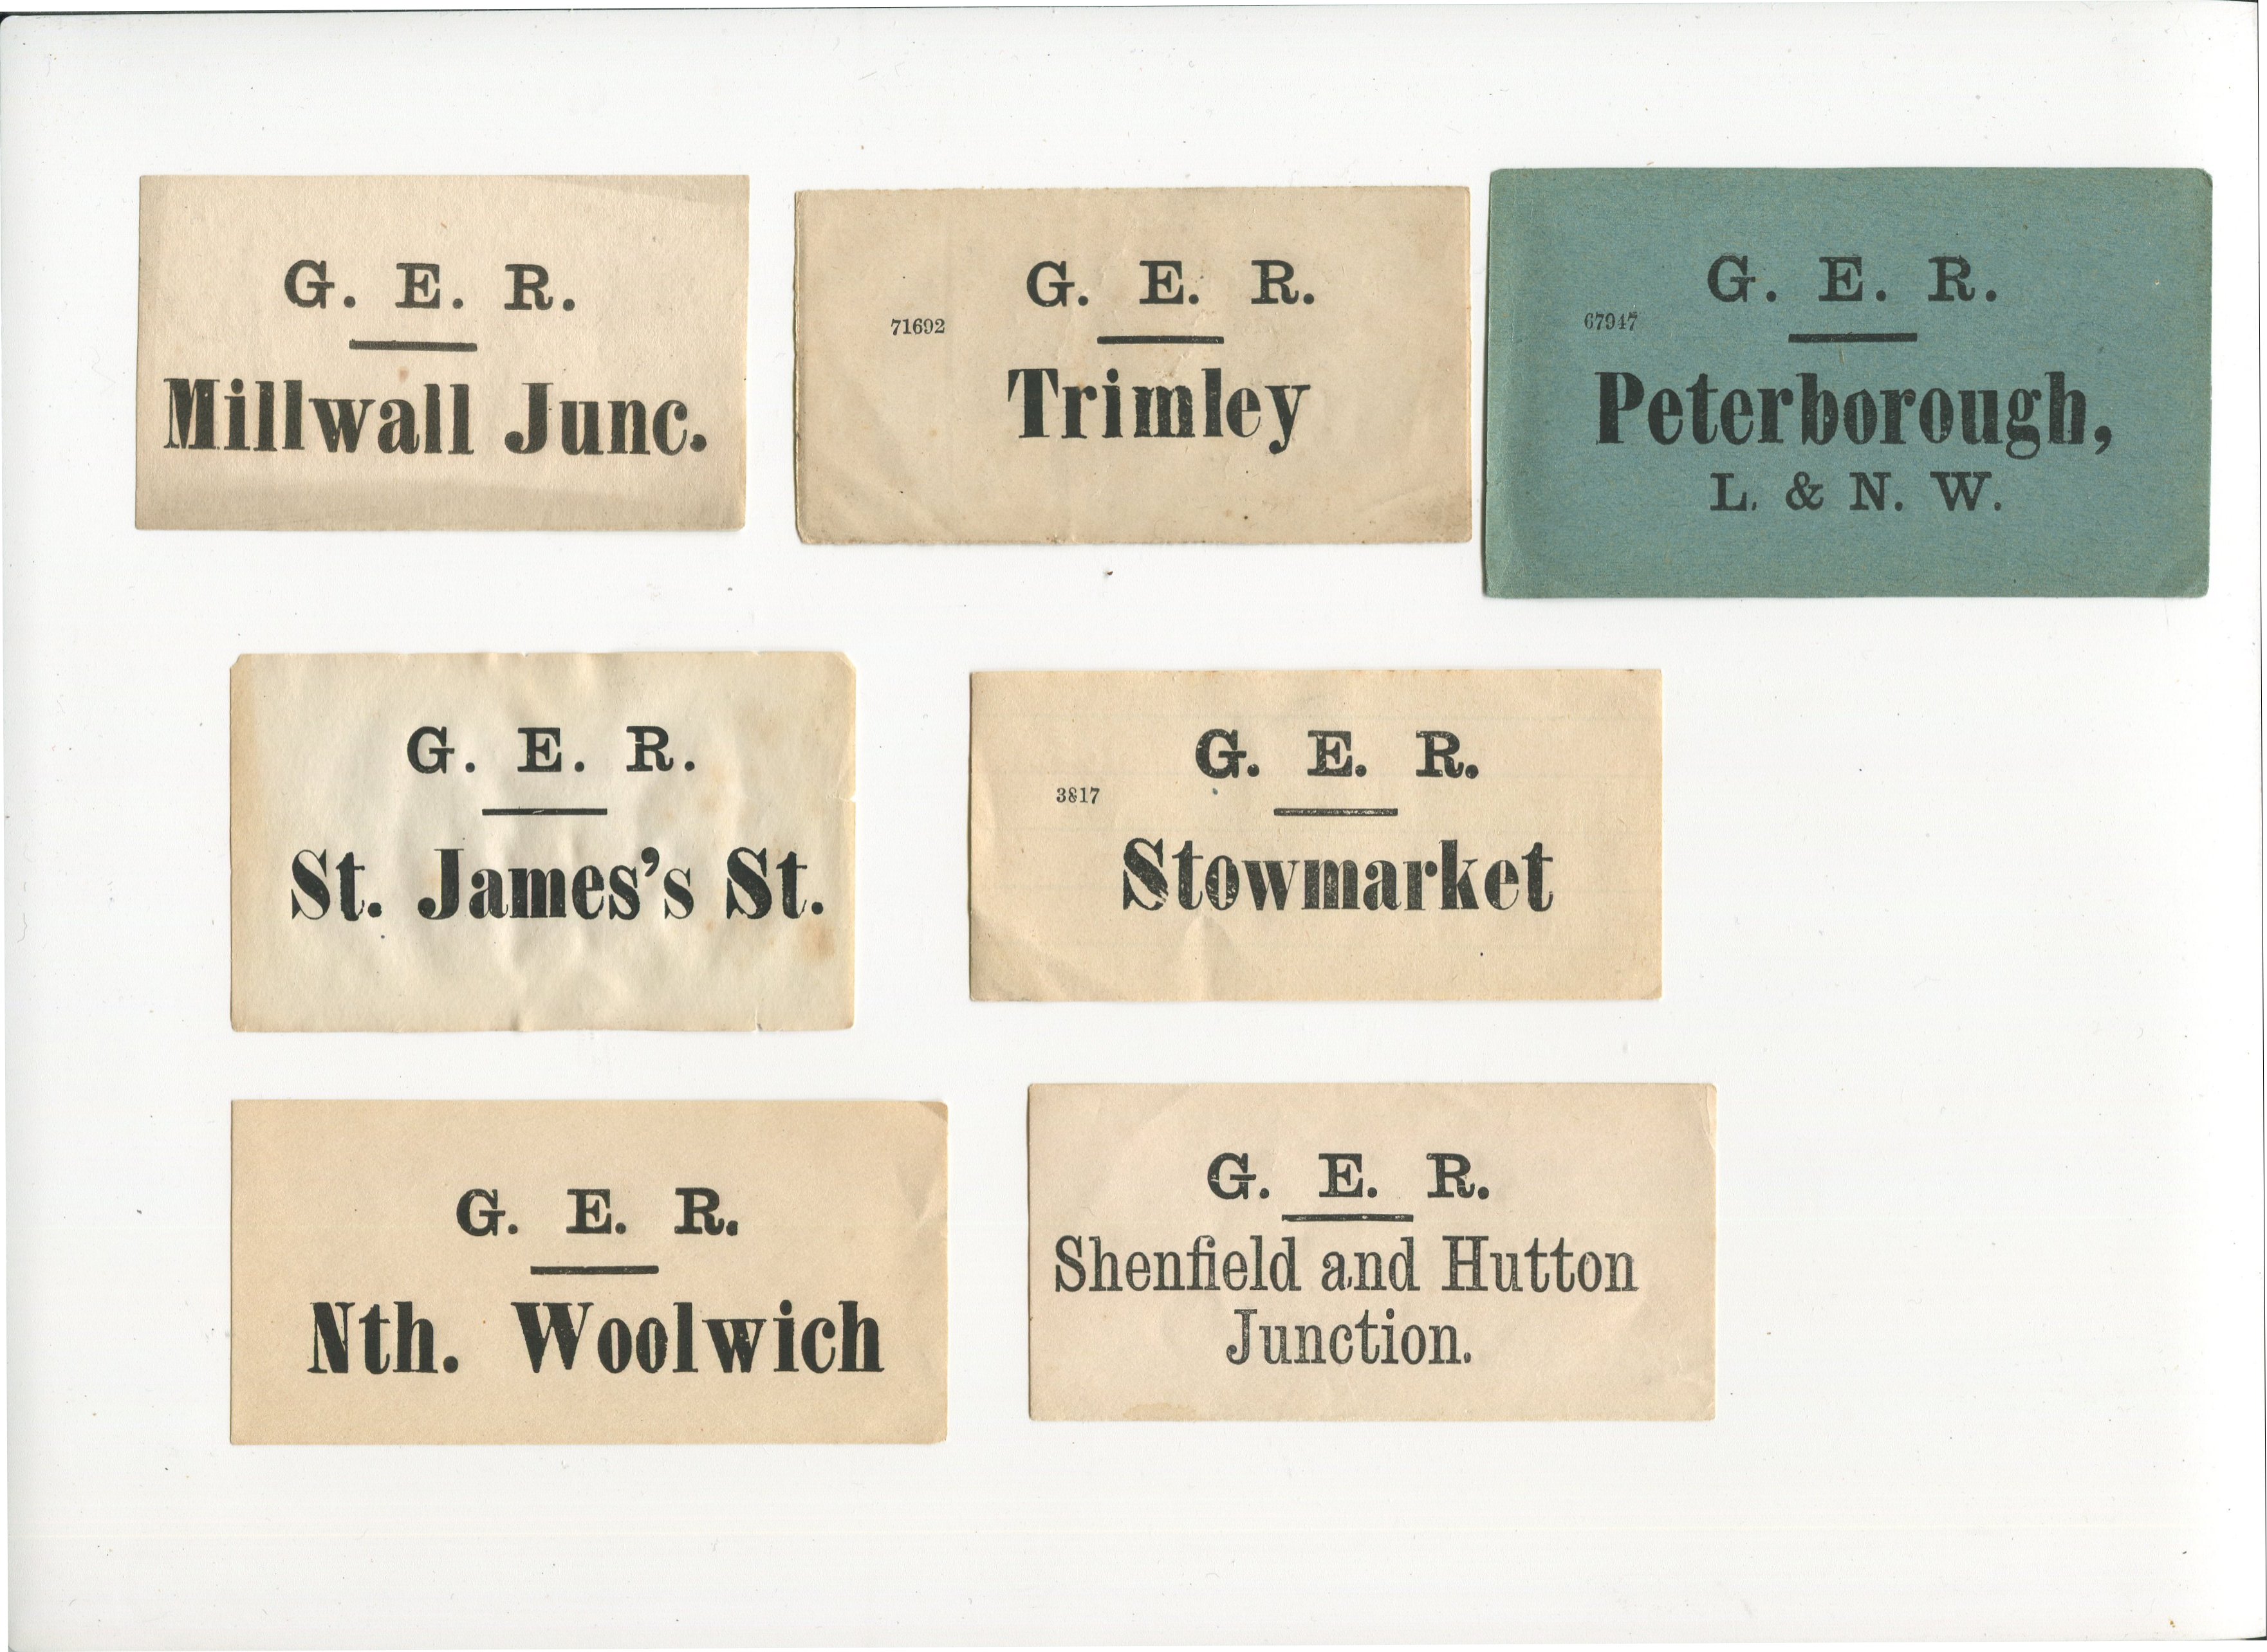 G. E. R.
Millwall Junc.
G. E. R.
71692
Trimley
G. E. R.
67947
Peterborough,
L. & N. W.
G. E. R.
St. James's St.
G. E. R.
3817
Stowmarket
G. E. R.
Nth. Woolwich
G. E. R.
Shenfield and Hutton
Junction.